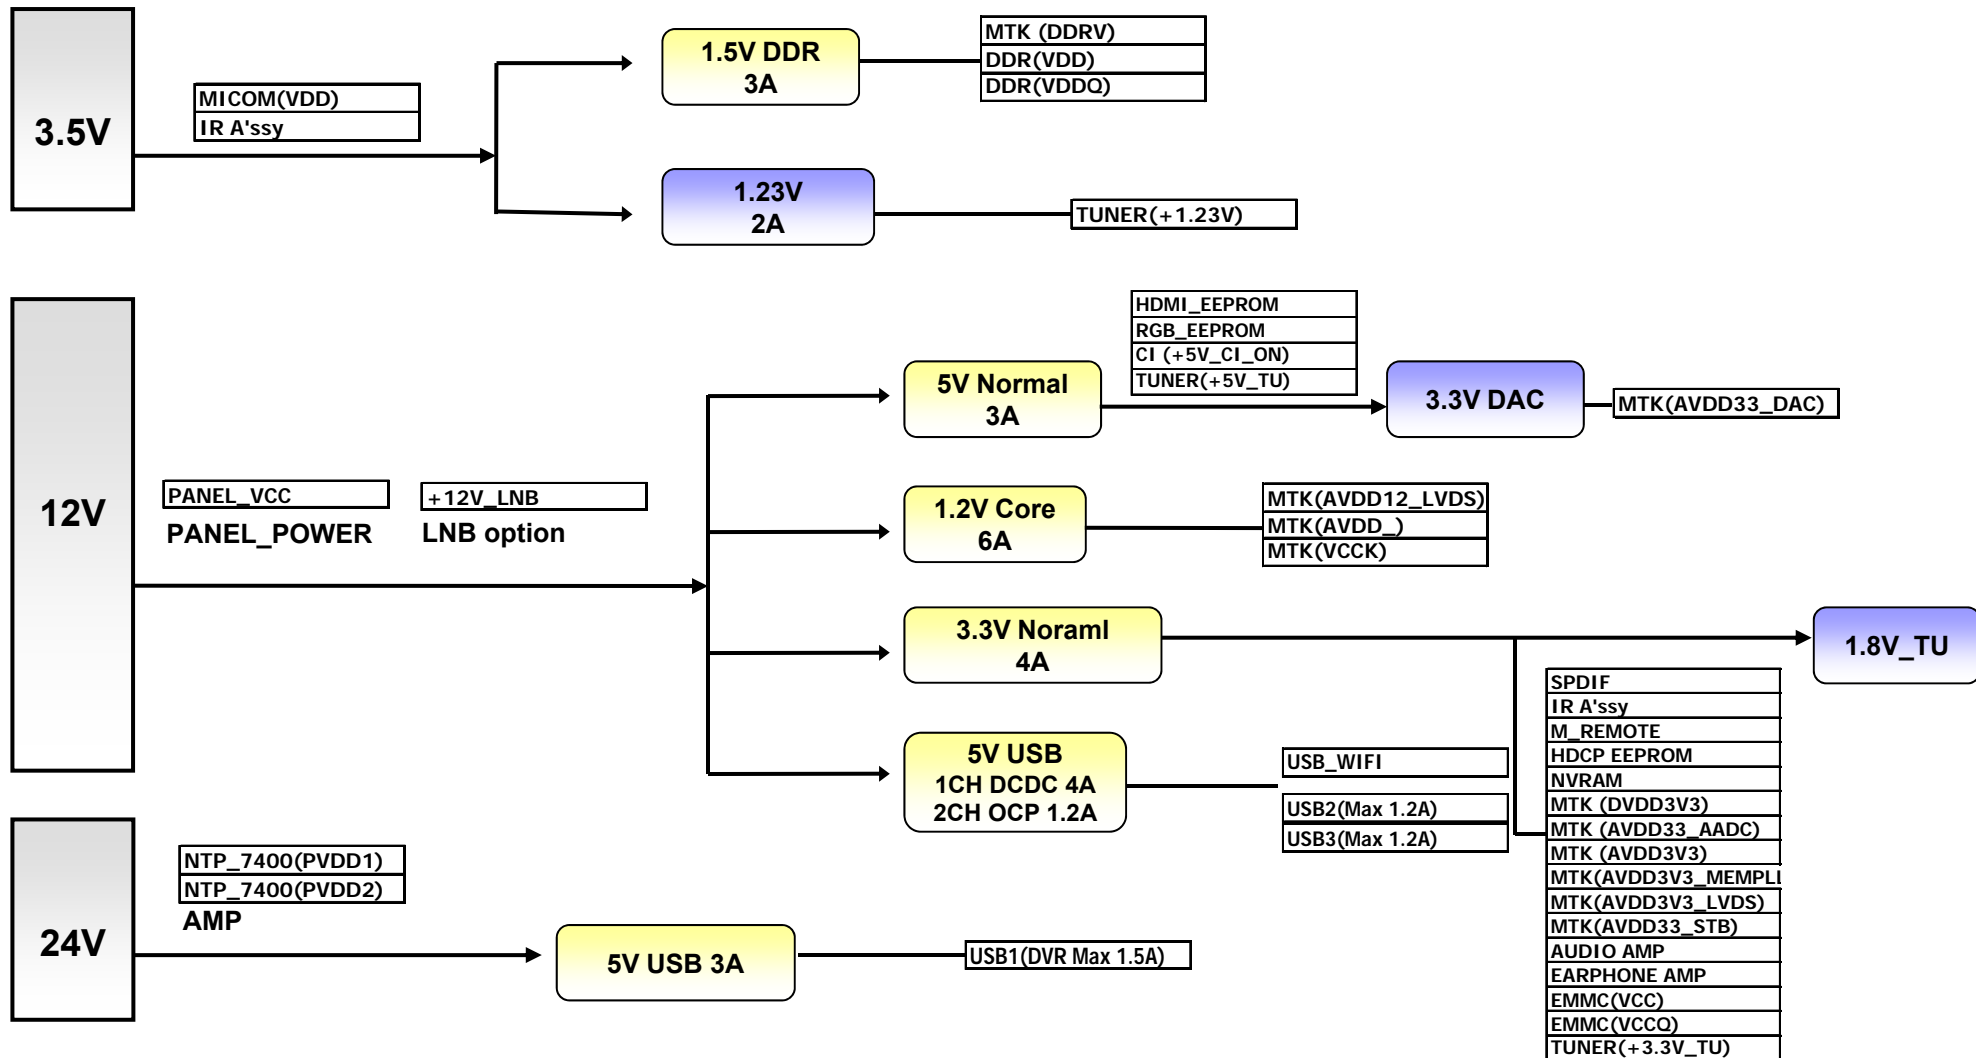 3.5V
MICOM(VDD)
IR A'ssy
1.5V DDR
3A
MTK (DDRV)
DDR(VDD)
DDR(VDDQ)
1.23V
2A
TUNER(+1.23V)
12V
PANEL_VCC
PANEL_POWER
+12V_LNB
LNB option
5V Normal
3A
HDMI_EEPROM
RGB_EEPROM
CI (+5V_CI_ON)
TUNER(+5V_TU)
3.3V DAC
MTK(AVDD33_DAC)
1.2V Core
6A
MTK(AVDD12_LVDS)
MTK(AVDD_)
MTK(VCCK)
3.3V Noraml
4A
1.8V_TU
SPDIF
IR A'ssy
M_REMOTE
HDCP EEPROM
NVRAM
MTK (DVDD3V3)
MTK (AVDD33_AADC)
MTK (AVDD3V3)
MTK(AVDD3V3_MEMPLL
MTK(AVDD3V3_LVDS)
MTK(AVDD33_STB)
AUDIO AMP
EARPHONE AMP
EMMC(VCC)
EMMC(VCCQ)
TUNER(+3.3V_TU)
5V USB
1CH DCDC 4A
2CH OCP 1.2A
USB_WIFI
USB2(Max 1.2A)
USB3(Max 1.2A)
24V
NTP_7400(PVDD1)
NTP_7400(PVDD2)
AMP
5V USB 3A
USB1(DVR Max 1.5A)